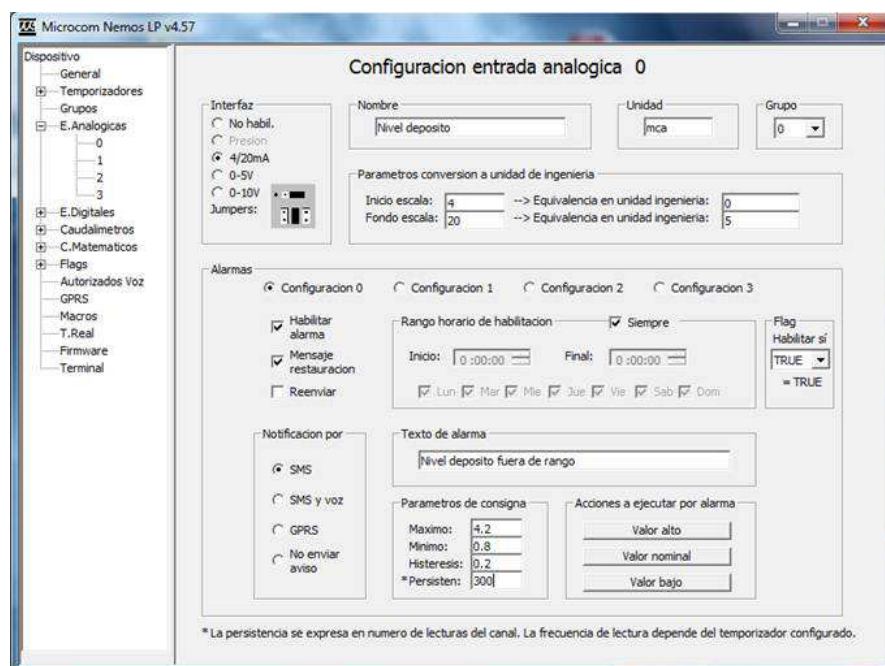 Microcom Nemos LP v4.57
Dispositivo
General
Temporizadores
Grupos
E.Analogicas
0
1
2
3
E.Digitales
Caudalimetros
C.Matematicos
Flags
Autorizados Voz
GPRS
Macros
T.Real
Firmware
Terminal
Configuracion entrada analogica 0
Interfaz
No habil.
Presion
4/20mA
0-5V
0-10V
Jumpers:
Nombre
Nivel deposito
Unidad
mca
Grupo
0
Parametros conversion a unidad de ingenieria
Inicio escala: 4 --> Equivalencia en unidad ingenieria: 0
Fondo escala: 20 --> Equivalencia en unidad ingenieria: 5
Alarmas
Configuracion 0 Configuracion 1 Configuracion 2 Configuracion 3
Habilitar
alarma
Mensaje
restauracion
Reenviar
Rango horario de habilitacion Siempre
Inicio: 0 :00:00 Final: 0 :00:00
Lun Mar Mie Jue Vie Sab Dom
Flag
Habilitar sí
TRUE
= TRUE
Notificacion por
SMS
SMS y voz
GPRS
No enviar
aviso
Texto de alarma
Nivel deposito fuera de rango
Parametros de consigna
Maximo: 4.2
Minimo: 0.8
Histeresis: 0.2
*Persisten: 300
Acciones a ejecutar por alarma
Valor alto
Valor nominal
Valor bajo
* La persistencia se expresa en numero de lecturas del canal. La frecuencia de lectura depende del temporizador configurado.